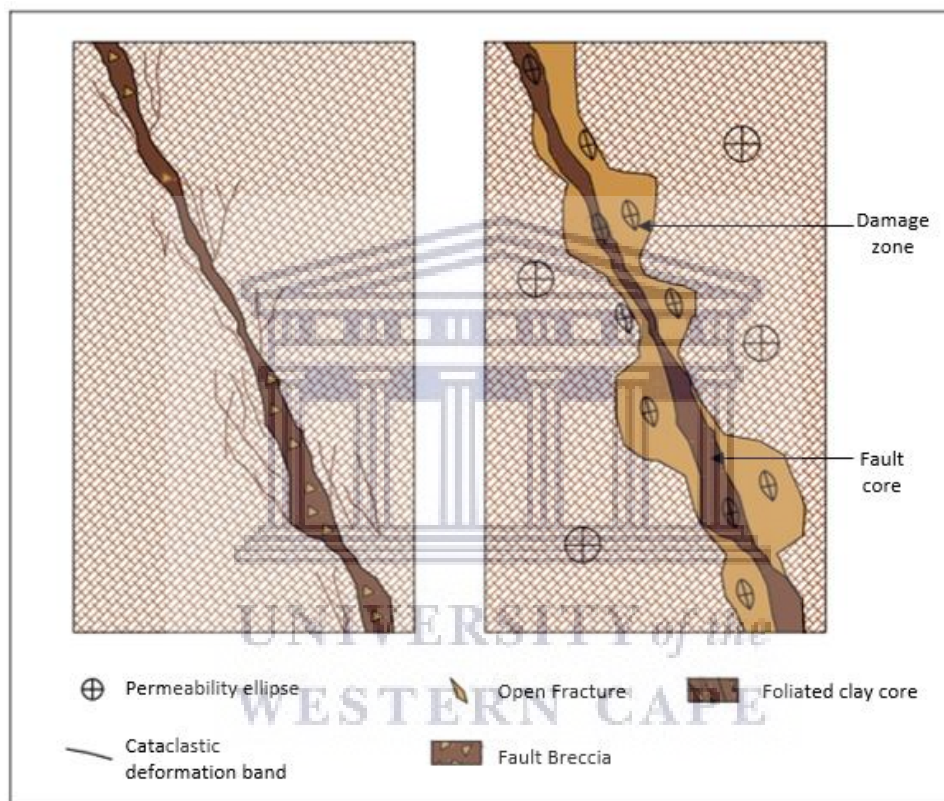 Damage
zone
Fault
core
UNIVERSITY of the
WESTERN CAPE
Permeability ellipse
Open Fracture
Foliated clay core
Cataclastic
deformation band
Fault Breccia